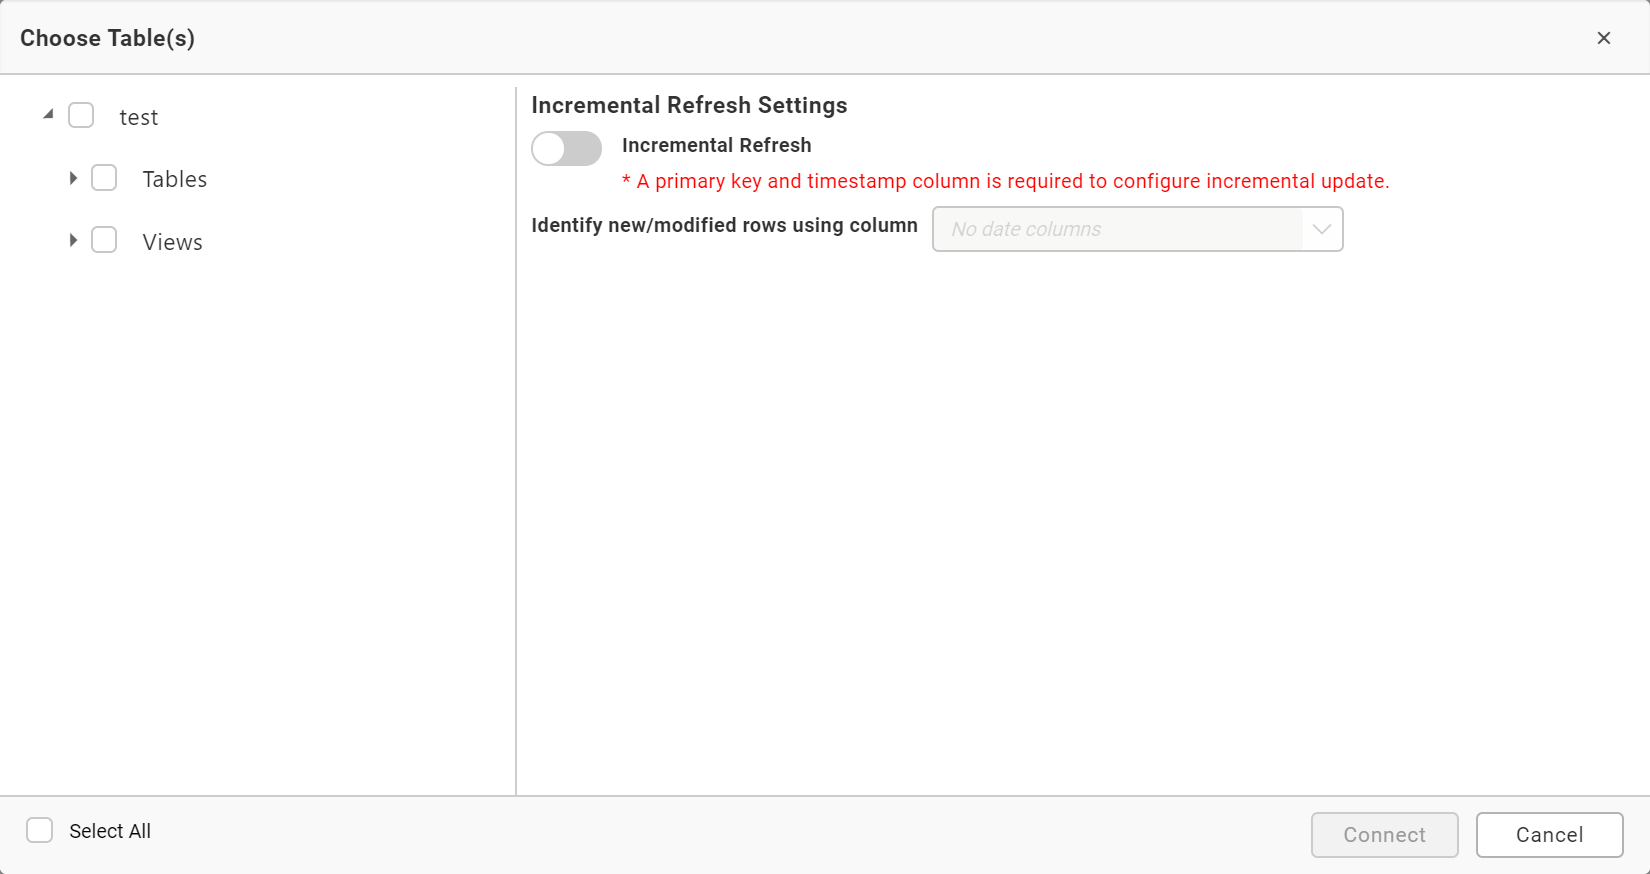 Choose Table(s)
test
Tables
Views
Incremental Refresh Settings
Incremental Refresh
* A primary key and timestamp column is required to configure incremental update.
Identify new/modified rows using column
No date columns
Select All
Connect
Cancel